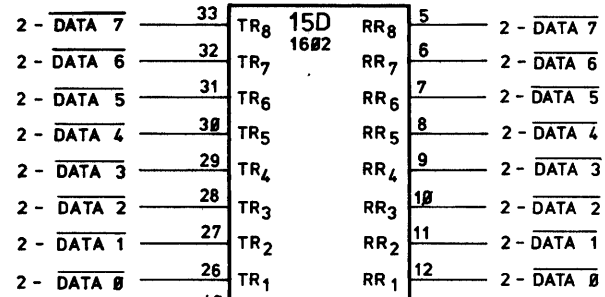 2 - DATA 7 33 TR8 15D RR8 5 2 - DATA 7
1602
2 - DATA 6 32 TR7 RR7 6 2 - DATA 6
2 - DATA 5 31 TR6 RR6 7 2 - DATA 5
2 - DATA 4 30 TR5 RR5 8 2 - DATA 4
2 - DATA 3 29 TR4 RR4 9 2 - DATA 3
2 - DATA 2 28 TR3 RR3 10 2 - DATA 2
2 - DATA 1 27 TR2 RR2 11 2 - DATA 1
2 - DATA 0 26 TR1 RR1 12 2 - DATA 0